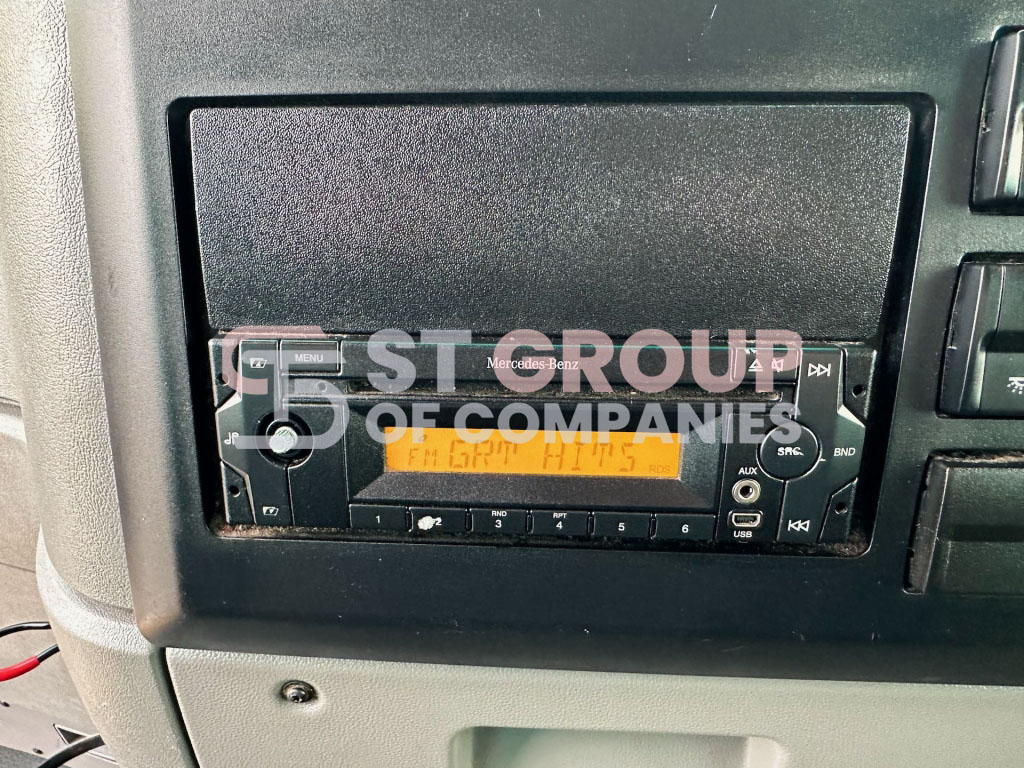 ST GROUP
OF COMPANIES
MENU
Mercedes-Benz
FM GRT HITS
RDS
SRC
BND
AUX
USB
1
2
RND
3
RPT
4
5
6